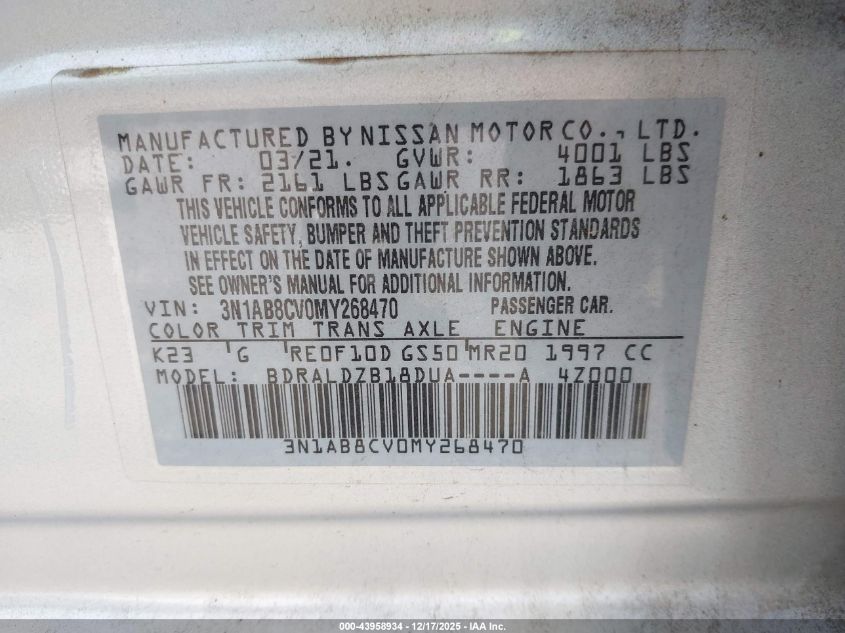 MANUFACTURED BY NISSAN MOTOR CO., LTD.
DATE: 03/21. GVWR: 4001 LBS
GAWR FR: 2161 LBS GAWR RR: 1863 LBS
THIS VEHICLE CONFORMS TO ALL APPLICABLE FEDERAL MOTOR
VEHICLE SAFETY, BUMPER AND THEFT PREVENTION STANDARDS
IN EFFECT ON THE DATE OF MANUFACTURE SHOWN ABOVE.
SEE OWNER'S MANUAL FOR ADDITIONAL INFORMATION.
VIN: 3N1AB8CV0MY268470 PASSENGER CAR.
COLOR TRIM TRANS AXLE ENGINE
K23 G RE0F10D GS50 MR20 1997 CC
MODEL: BDRALDZB18DUA----A 4Z000
3N1AB8CV0MY268470
000-43958934 - 12/17/2025 - IAA Inc.